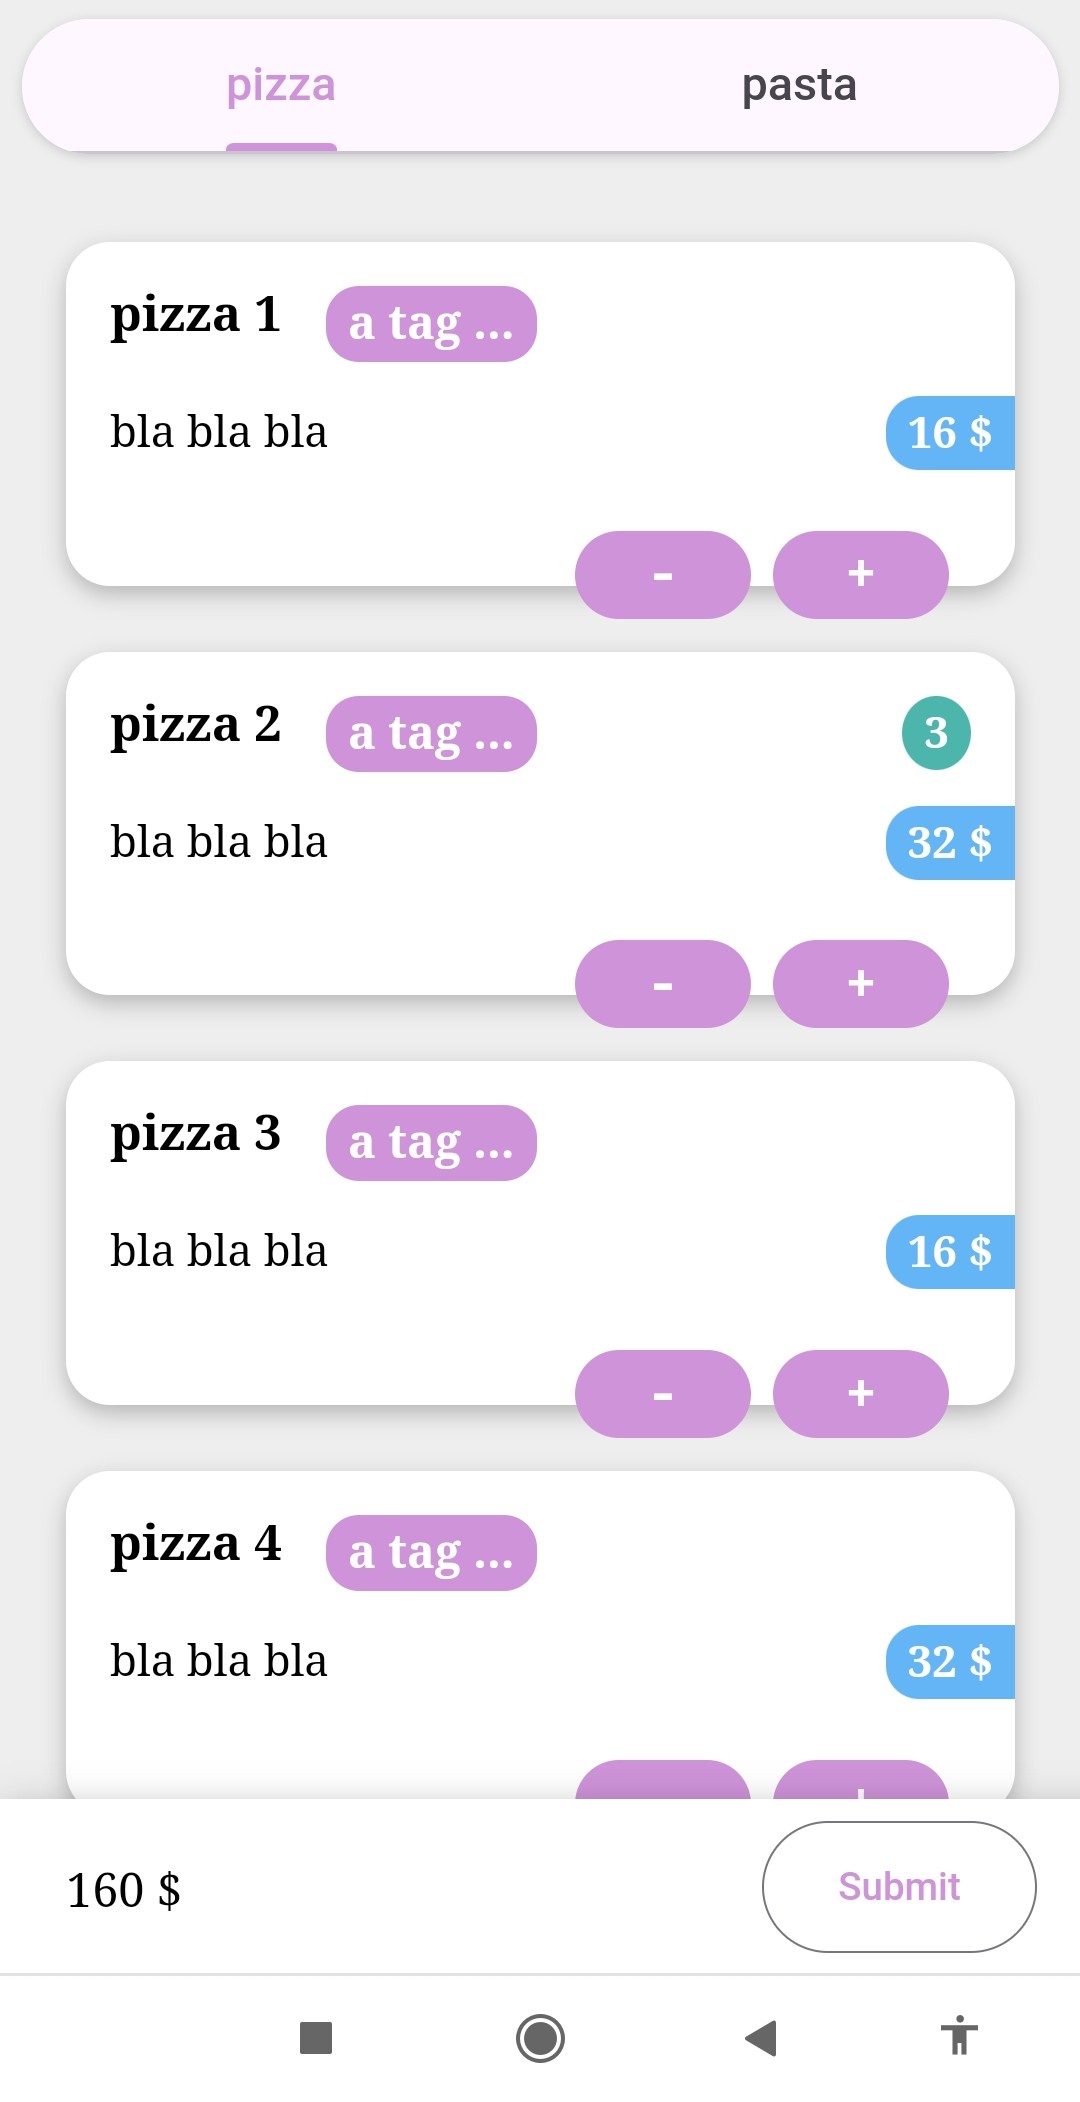 pizza pasta
pizza 1 a tag ...
bla bla bla 16 $
- +
pizza 2 a tag ... 3
bla bla bla 32 $
- +
pizza 3 a tag ...
bla bla bla 16 $
- +
pizza 4 a tag ...
bla bla bla 32 $
+
160 $ Submit